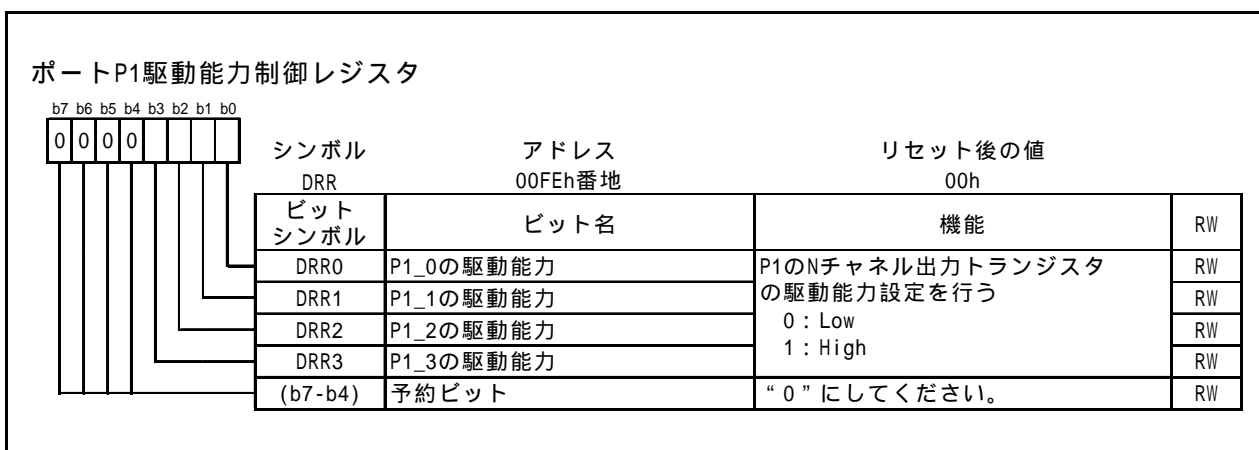 ポートP1駆動能力制御レジスタ
b7 b6 b5 b4 b3 b2 b1 b0
0 0 0 0
シンボル アドレス リセット後の値
DRR 00FEh番地 00h
ビット
シンボル ビット名 機能 RW
DRR0 P1_0の駆動能力 P1のNチャネル出力トランジスタ RW
DRR1 P1_1の駆動能力 の駆動能力設定を行う RW
DRR2 P1_2の駆動能力 0:Low RW
DRR3 P1_3の駆動能力 1:High RW
(b7-b4) 予約ビット “0”にしてください。 RW